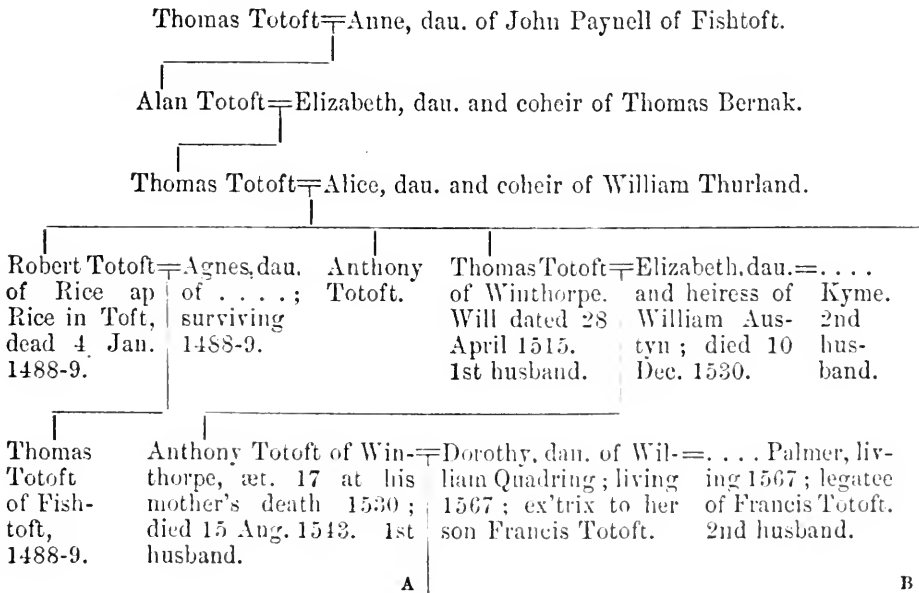 Thomas Totoft=Anne, dau. of John Paynell of Fishtoft.
Alan Totoft=Elizabeth, dau. and coheir of Thomas Bernak.
Thomas Totoft=Alice, dau. and coheir of William Thurland.
Robert Totoft=
of Rice ap
Rice in Toft,
dead 4 Jan.
1488-9.
Agnes, dau.
of . . . . ;
surviving
1488-9.
Anthony
Totoft.
Thomas Totoft=
of Winthorpe.
Will dated 28
April 1515.
1st husband.
Elizabeth, dau.=
and heiress of
William Aus-
tyn ; died 10
Dec. 1530.
. . . .
Kyme.
2nd
hus-
band.
Thomas
Totoft
of Fish-
toft,
1488-9.
Anthony Totoft of Win-=
thorpe, æt. 17 at his
mother's death 1530 ;
died 15 Aug. 1543. 1st
husband.
Dorothy, dau. of Wil-=
liam Quadring ; living
1567 ; ex'trix to her
son Francis Totoft.
. . . . Palmer, liv-
ing 1567 ; legatee
of Francis Totoft.
2nd husband.
A
B